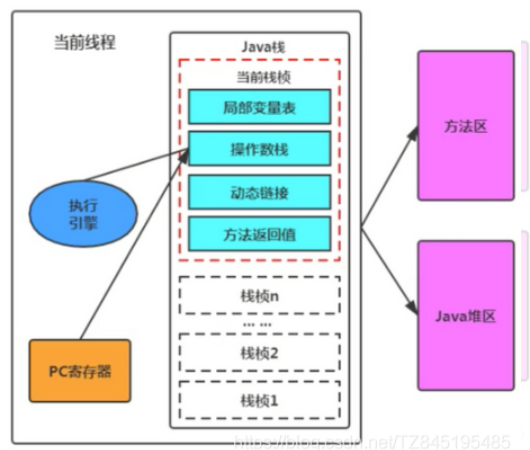 当前线程
Java栈
当前栈桢
局部变量表
操作数栈
动态链接
方法返回值
栈桢n
... ...
栈桢2
栈桢1
执行
引擎
PC寄存器
方法区
Java堆区
https://blog.csdn.net/TZ845195485